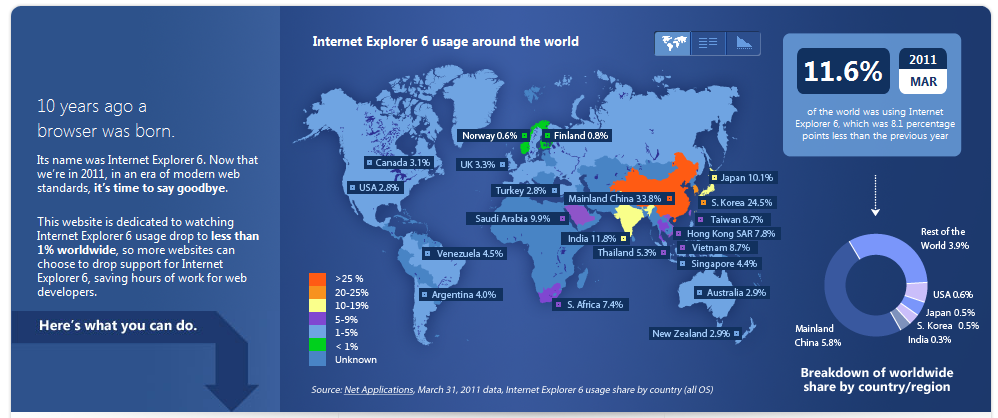 10 years ago a
browser was born.
Its name was Internet Explorer 6. Now that
we're in 2011, in an era of modern web
standards, it's time to say goodbye.
This website is dedicated to watching
Internet Explorer 6 usage drop to less than
1% worldwide, so more websites can
choose to drop support for Internet
Explorer 6, saving hours of work for web
developers.
Here's what you can do.
Internet Explorer 6 usage around the world
Norway 0.6%
Finland 0.8%
Canada 3.1%
UK 3.3%
USA 2.8%
Turkey 2.8%
Mainland China 33.8%
Japan 10.1%
S. Korea 24.5%
Saudi Arabia 9.9%
Taiwan 8.7%
India 11.8%
Hong Kong SAR 7.8%
Venezuela 4.5%
Thailand 5.3%
Vietnam 8.7%
Singapore 4.4%
Argentina 4.0%
S. Africa 7.4%
Australia 2.9%
New Zealand 2.9%
>25 %
20-25%
10-19%
5-9%
1-5%
< 1%
Unknown
Source: Net Applications, March 31, 2011 data, Internet Explorer 6 usage share by country (all OS)
11.6%
2011
MAR
of the world was using Internet
Explorer 6, which was 8.1 percentage
points less than the previous year
Rest of the
World 3.9%
USA 0.6%
Japan 0.5%
S. Korea 0.5%
India 0.3%
Mainland
China 5.8%
Breakdown of worldwide
share by country/region